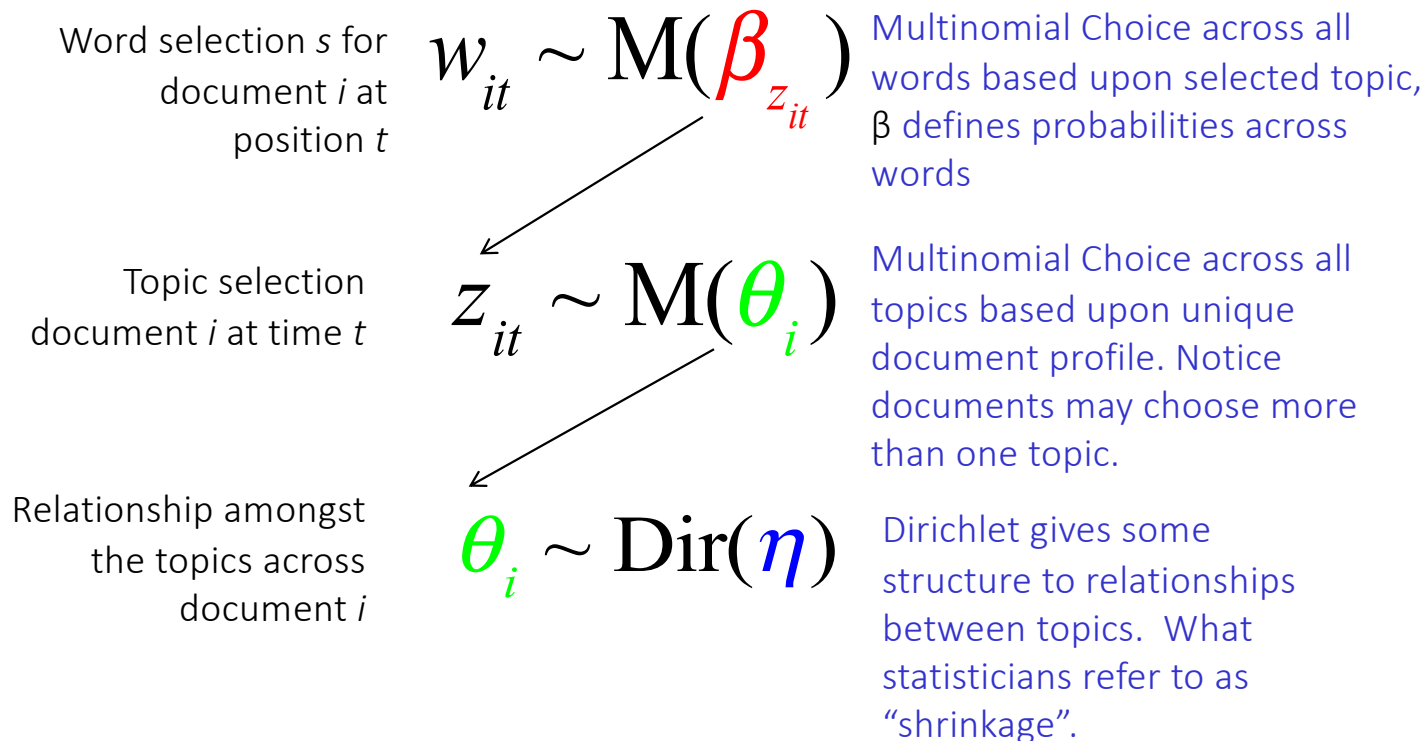 Word selection s for
document i at
position t
w_it ~ M(β_z_it)
Multinomial Choice across all
words based upon selected topic,
β defines probabilities across
words
Topic selection
document i at time t
z_it ~ M(θ_i)
Multinomial Choice across all
topics based upon unique
document profile. Notice
documents may choose more
than one topic.
Relationship amongst
the topics across
document i
θ_i ~ Dir(η)
Dirichlet gives some
structure to relationships
between topics.  What
statisticians refer to as
“shrinkage”.